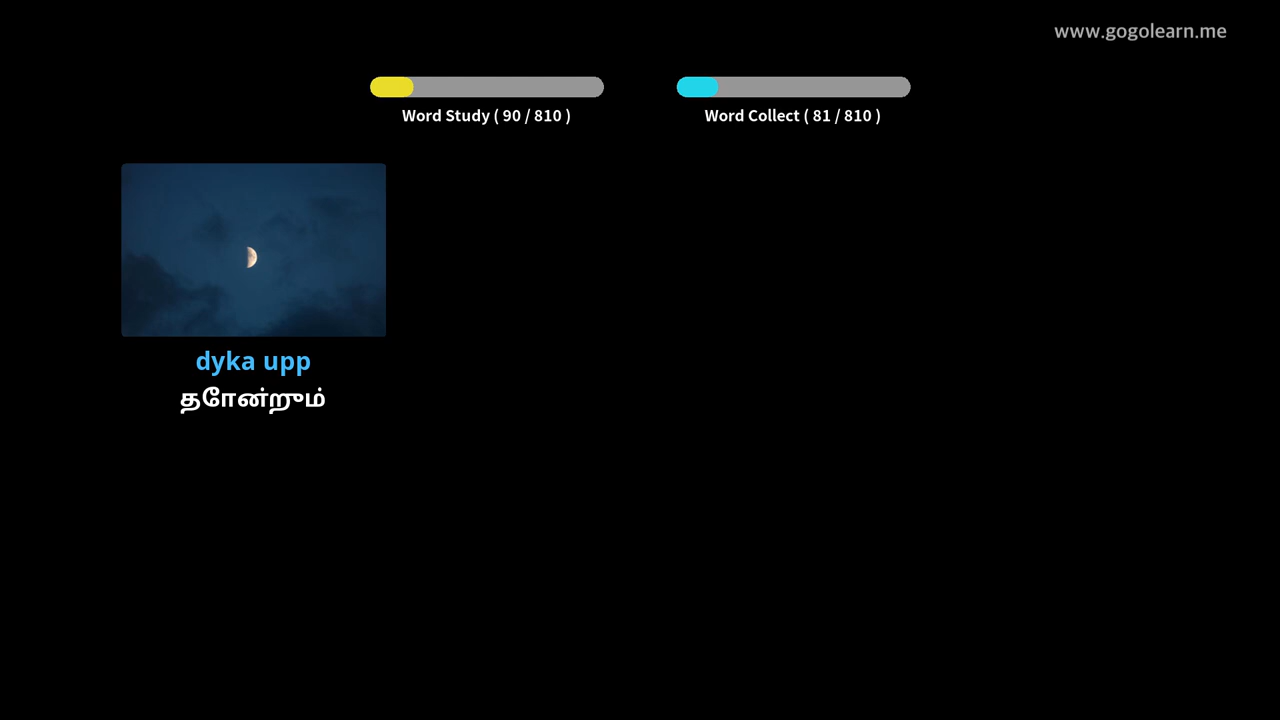 www.gogolearn.me
Word Study ( 90 / 810 )
Word Collect ( 81 / 810 )
dyka upp
தோன்றும்